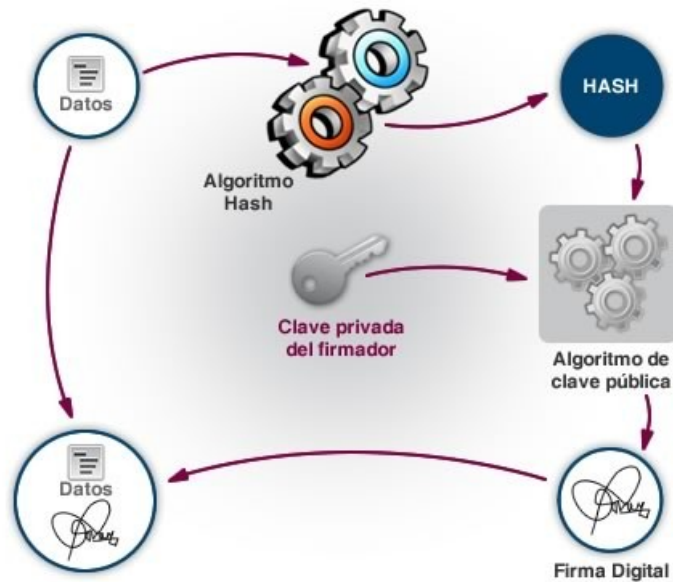 Datos
HASH
Algoritmo
Hash
Clave privada
del firmador
Algoritmo de
clave pública
Datos
Firma Digital